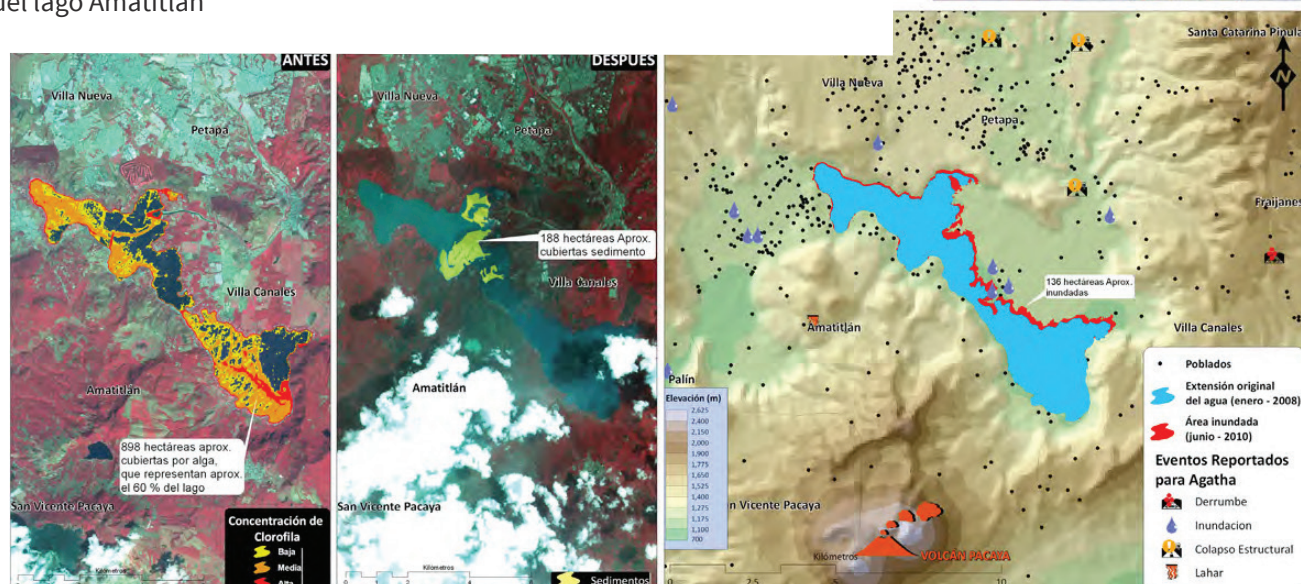 del lago Amatitlán
ANTES
Villa Nueva
Petapa
Villa Canales
Amatitlán
898 hectáreas aprox.
cubiertas por alga,
que representan aprox.
el 60 % del lago
San Vicente Pacaya
Concentración de
Clorofila
Baja
Media
Alta
Kilómetros
DESPUES
Villa Nueva
Petapa
188 hectáreas Aprox.
cubiertas sedimento
Villa Canales
Amatitlán
San Vicente Pacaya
Kilómetros
Sedimentos
Santa Catarina Pinula
N
Villa Nueva
Petapa
Fraijanes
136 hectáreas Aprox.
inundadas
Amatitlán
Villa Canales
Palín
Elevación (m)
2,625
2,400
2,150
2,000
1,900
1,775
1,650
1,525
1,400
1,275
1,175
1,100
700
n Vicente Pacaya
VOLCÁN PACAYA
Kilómetros
0
2.5
5
10
Poblados
Extensión original
del agua (enero - 2008)
Área inundada
(junio - 2010)
Eventos Reportados
para Agatha
Derrumbe
Inundacion
Colapso Estructural
Lahar